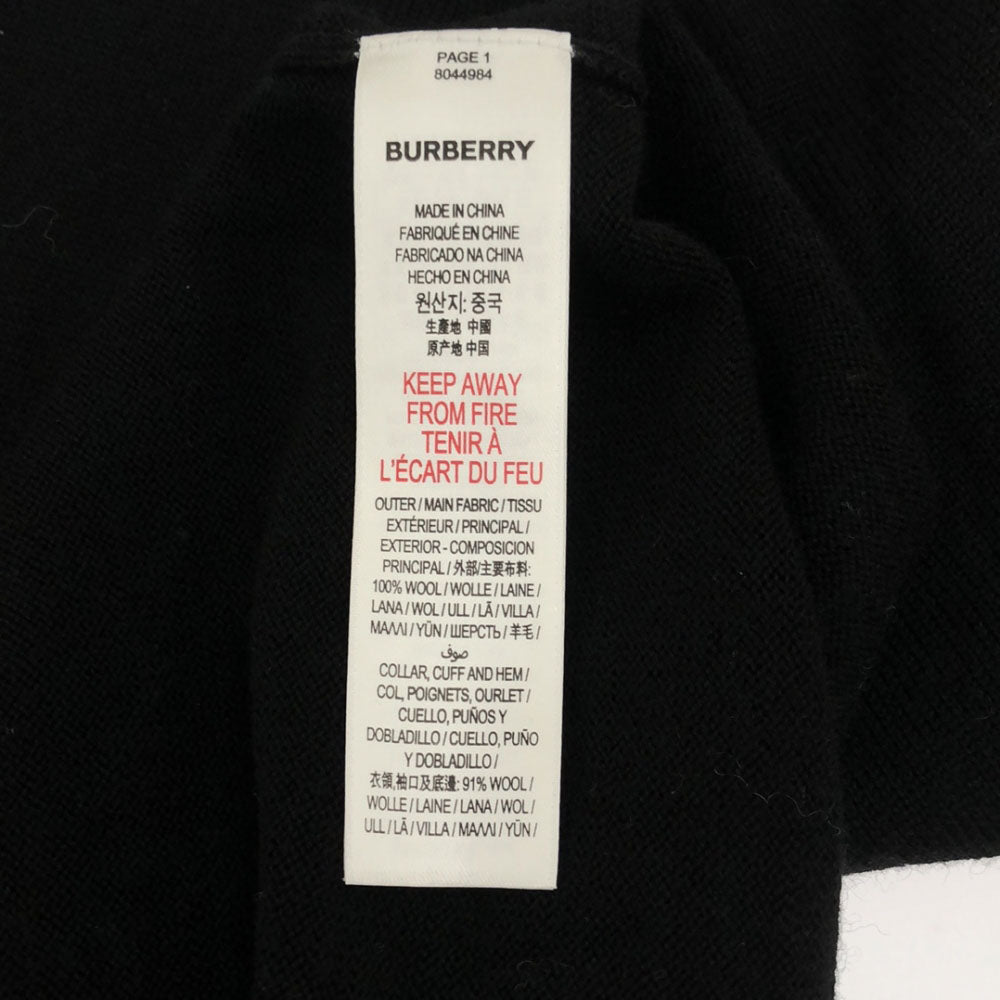 PAGE 1
8044984
BURBERRY
MADE IN CHINA
FABRIQUÉ EN CHINE
FABRICADO NA CHINA
HECHO EN CHINA
원산지: 중국
生產地 中國
原产地 中国
KEEP AWAY
FROM FIRE
TENIR À
L'ÉCART DU FEU
OUTER / MAIN FABRIC / TISSU
EXTÉRIEUR / PRINCIPAL /
EXTERIOR - COMPOSICION
PRINCIPAL / 外部/主要布料:
100% WOOL / WOLLE / LAINE /
LANA / WOL / ULL / LÃ / VILLA /
ΜΑΛΛΙ / YÜN / ШЕРСТЬ / 羊毛 /
صوف
COLLAR, CUFF AND HEM /
COL, POIGNETS, OURLET /
CUELLO, PUÑOS Y
DOBLADILLO / CUELLO, PUÑO
Y DOBLADILLO /
衣領,袖口及底邊: 91% WOOL /
WOLLE / LAINE / LANA / WOL /
ULL / LÃ / VILLA / ΜΑΛΛΙ / YÜN /